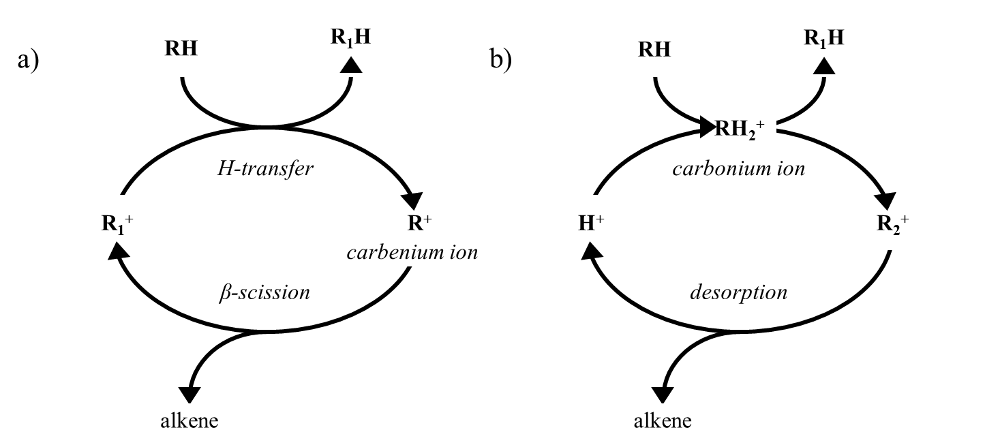 a)
RH
R₁H
H-transfer
R₁⁺
R⁺
carbenium ion
β-scission
alkene
b)
RH
R₁H
RH₂⁺
carbonium ion
H⁺
R₂⁺
desorption
alkene